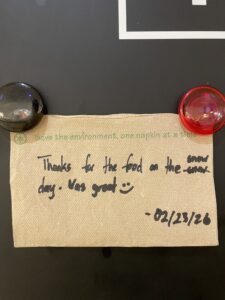 Save the environment, one napkin at a time
snow
Thanks for the food on the
day. Was great
- 02/23/26